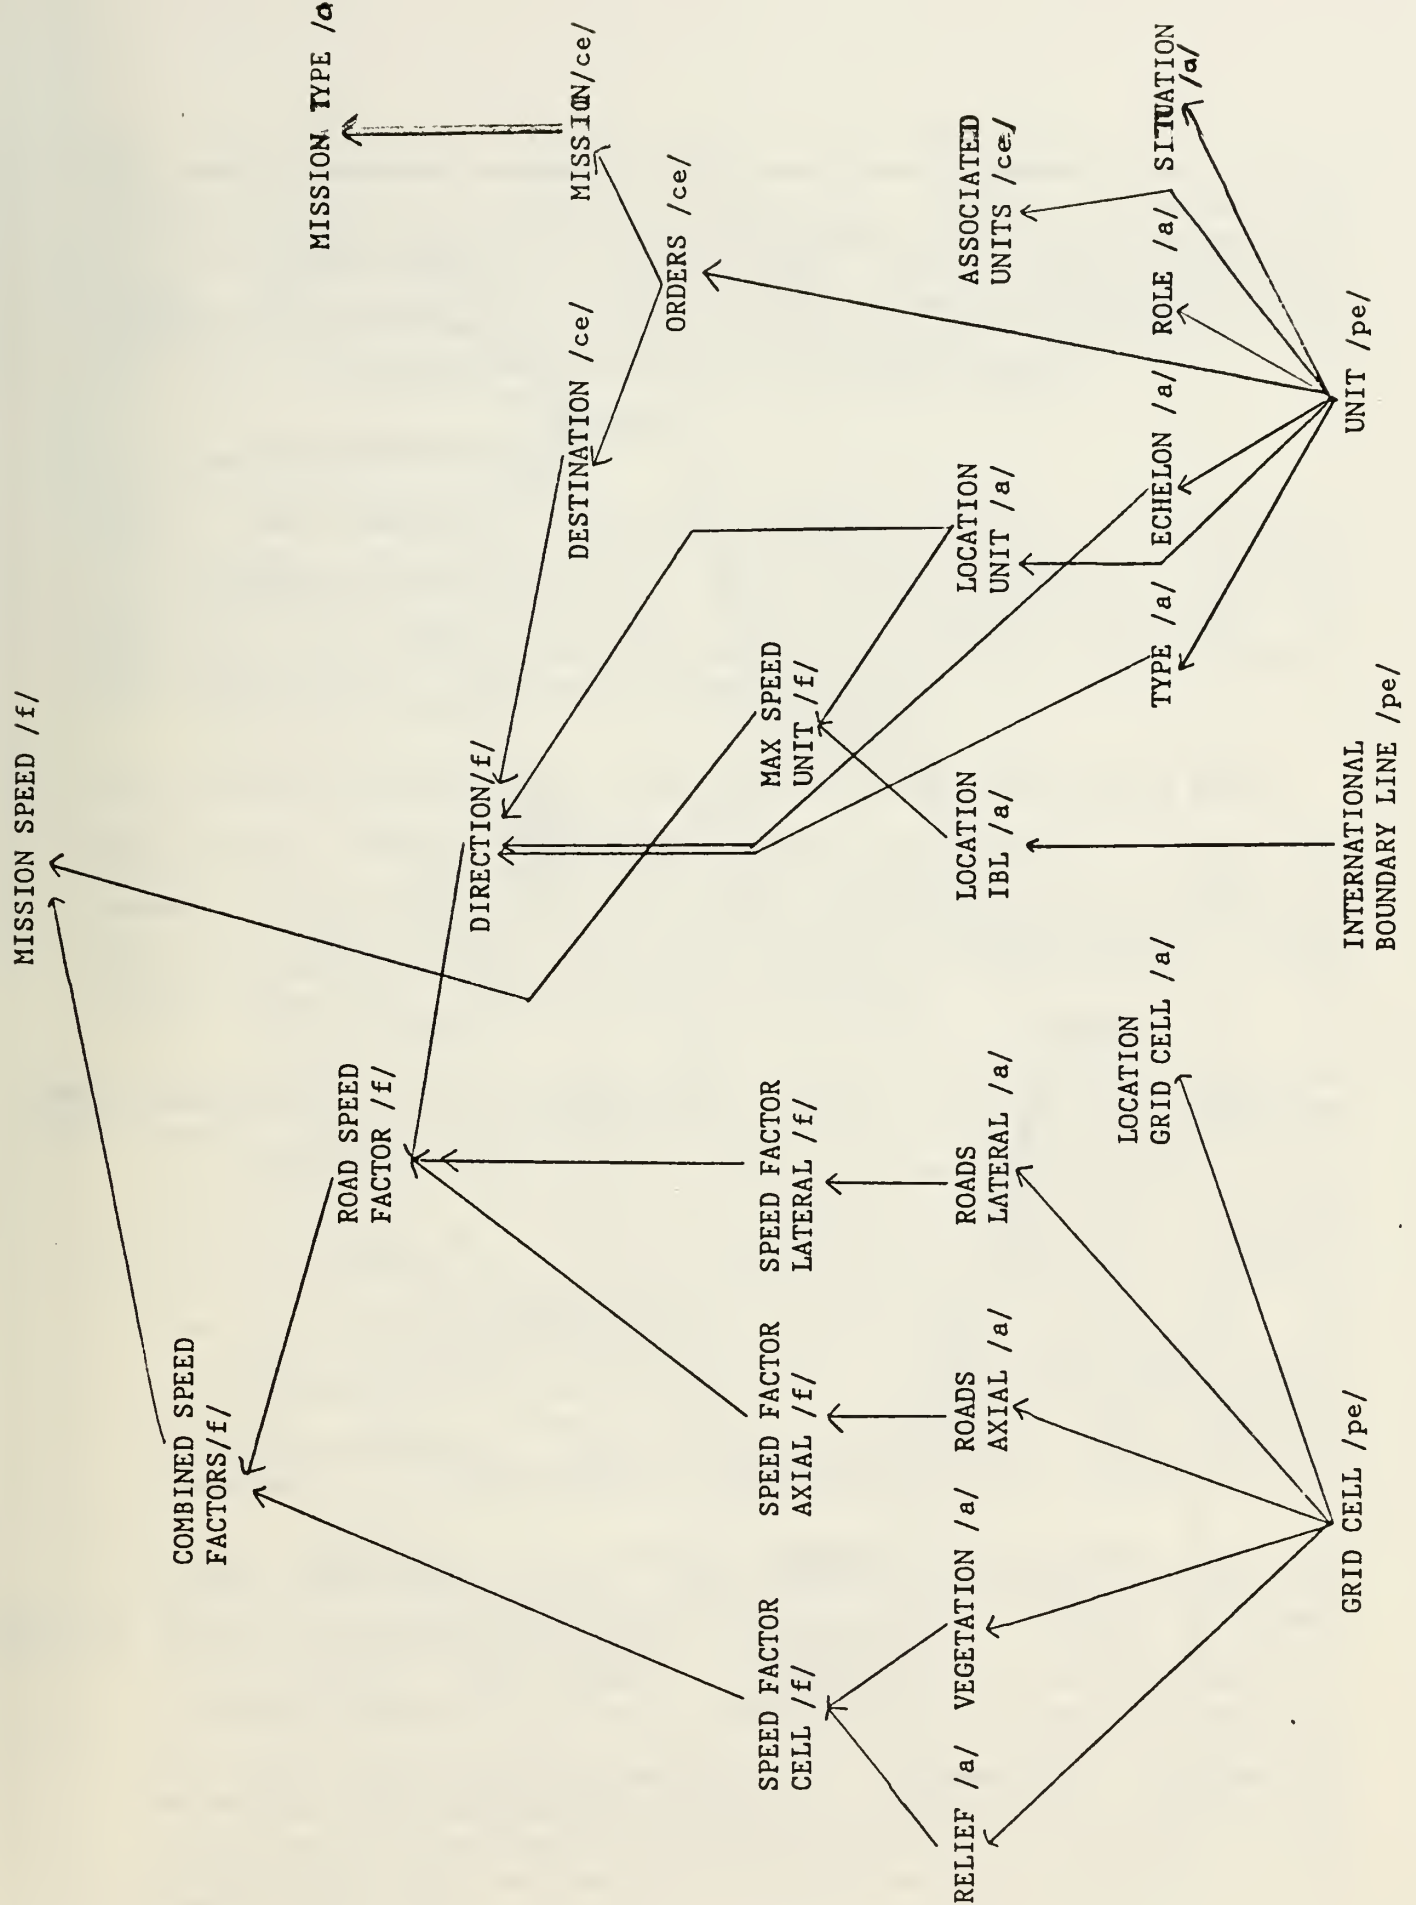 MISSION SPEED /f/
COMBINED SPEED
FACTORS/f/
MISSION TYPE /a
ROAD SPEED
FACTOR /f/
DIRECTION/f/
DESTINATION /ce/
MISSION/ce/
ORDERS /ce/
SPEED FACTOR
CELL /f/
SPEED FACTOR
AXIAL /f/
SPEED FACTOR
LATERAL /f/
MAX SPEED
UNIT /f/
RELIEF /a/
VEGETATION /a/
ROADS
AXIAL /a/
ROADS
LATERAL /a/
LOCATION
IBL /a/
LOCATION
UNIT /a/
ASSOCIATED
UNITS /ce/
LOCATION
GRID CELL /a/
TYPE /a/
ECHELON /a/
ROLE /a/
SITUATION
/a/
GRID CELL /pe/
INTERNATIONAL
BOUNDARY LINE /pe/
UNIT /pe/